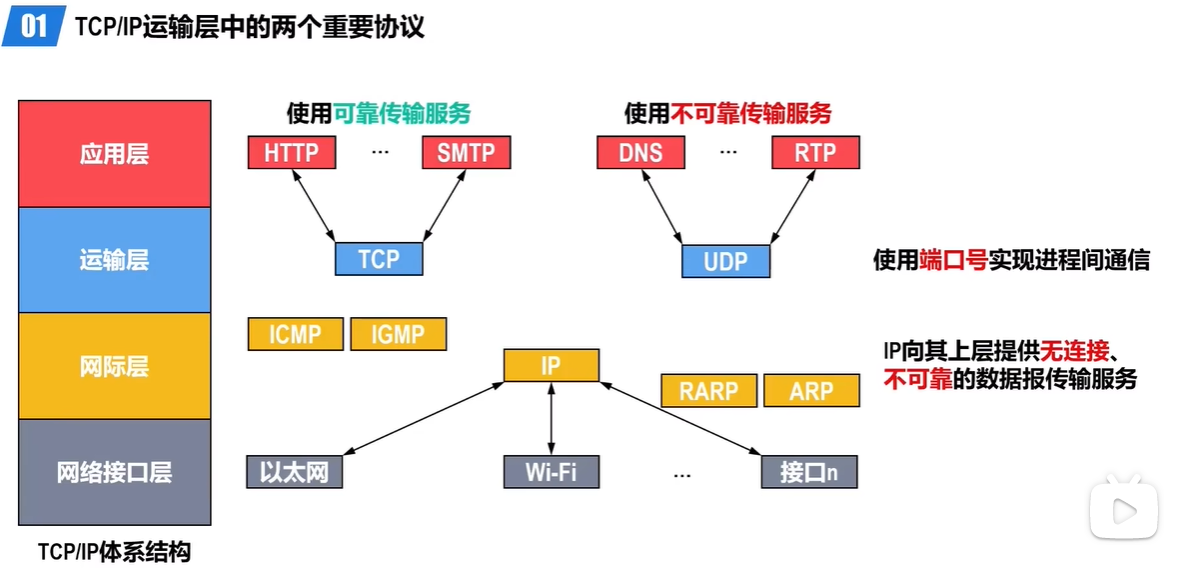 01 TCP/IP运输层中的两个重要协议
使用可靠传输服务
使用不可靠传输服务
应用层
HTTP ... SMTP
DNS ... RTP
运输层
TCP
UDP
使用端口号实现进程间通信
网际层
ICMP IGMP
IP
RARP ARP
IP向其上层提供无连接、
不可靠的数据报传输服务
网络接口层
以太网
Wi-Fi
...
接口n
TCP/IP体系结构